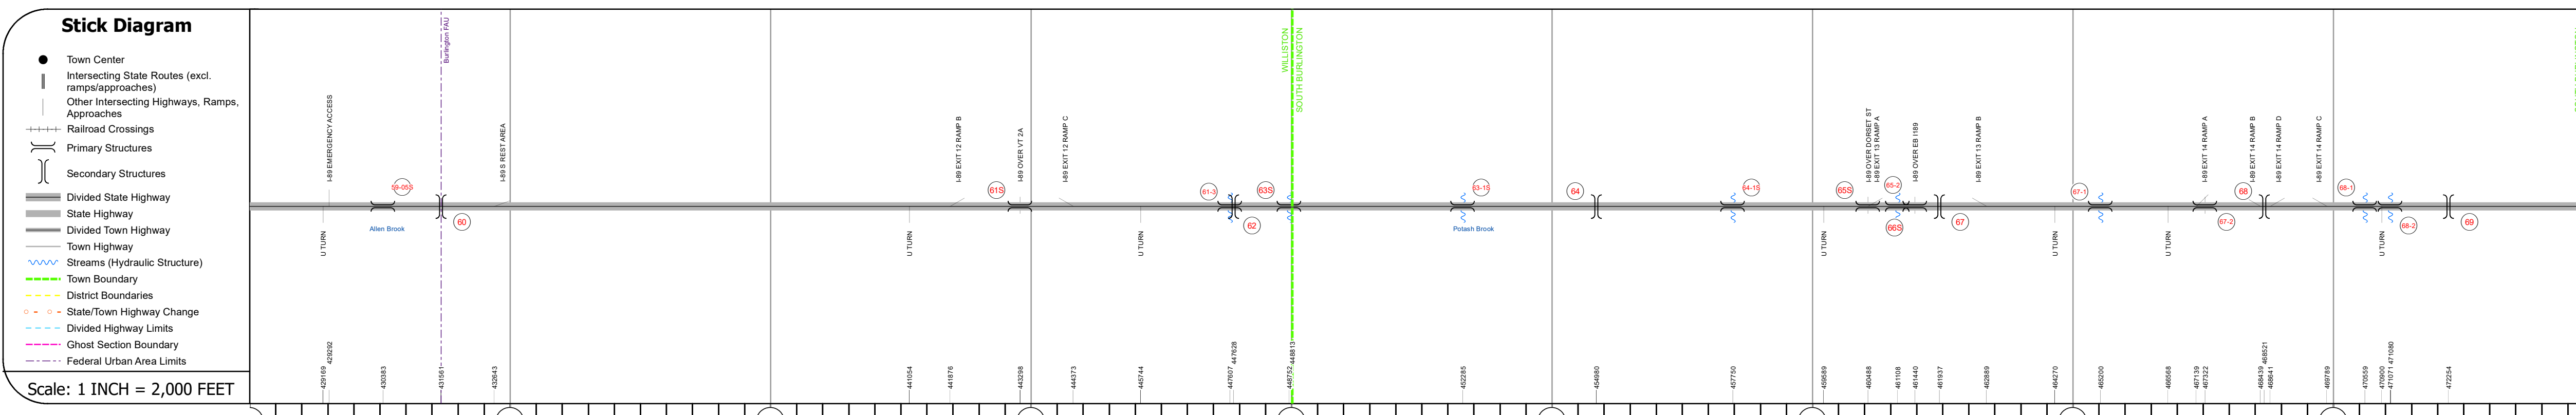 Stick Diagram
Town Center
Intersecting State Routes (excl.
ramps/approaches)
Other Intersecting Highways, Ramps,
Approaches
Railroad Crossings
Primary Structures
Secondary Structures
Divided State Highway
State Highway
Divided Town Highway
Town Highway
Streams (Hydraulic Structure)
Town Boundary
District Boundaries
State/Town Highway Change
Divided Highway Limits
Ghost Section Boundary
Federal Urban Area Limits
Scale: 1 INCH = 2,000 FEET
Burlington FAU
WILLISTON
SOUTH BURLINGTON
I-89 EMERGENCY ACCESS
I-89 S REST AREA
I-89 EXIT 12 RAMP B
I-89 OVER VT 2A
I-89 EXIT 12 RAMP C
I-89 OVER DORSET ST
I-89 EXIT 13 RAMP A
I-89 OVER EB I189
I-89 EXIT 13 RAMP B
I-89 EXIT 14 RAMP A
I-89 EXIT 14 RAMP B
I-89 EXIT 14 RAMP D
I-89 EXIT 14 RAMP C
59-05S
60
61S
61-3
62
63S
63-1S
64
64-1S
65S
65-2
66S
67
67-1
67-2
68
68-1
68-2
69
Allen Brook
Potash Brook
U TURN
U TURN
U TURN
U TURN
U TURN
U TURN
U TURN
429169
429292
430383
431561
432643
441054
441876
443298
444373
445744
447607
447628
448752
448813
452285
454980
457750
459589
460488
461108
461440
461937
462889
464270
465200
466568
467139
467322
468439
468521
468641
469789
470559
470900
471071
471080
472254